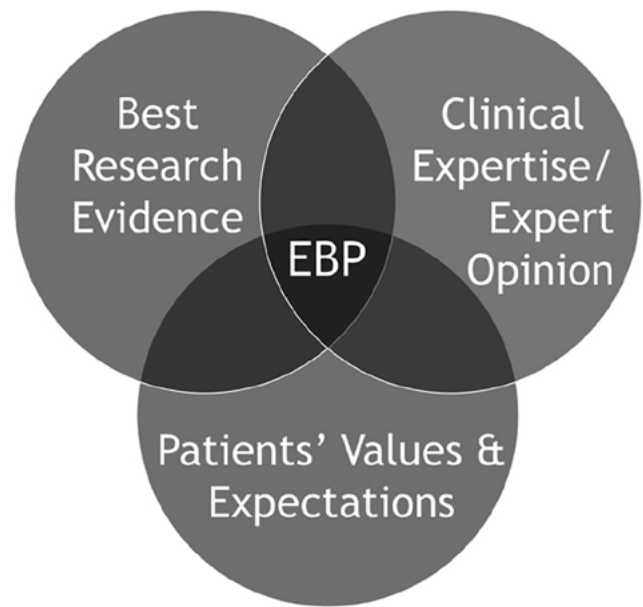 Best
Research
Evidence
Clinical
Expertise/
Expert
Opinion
EBP
Patients' Values &
Expectations